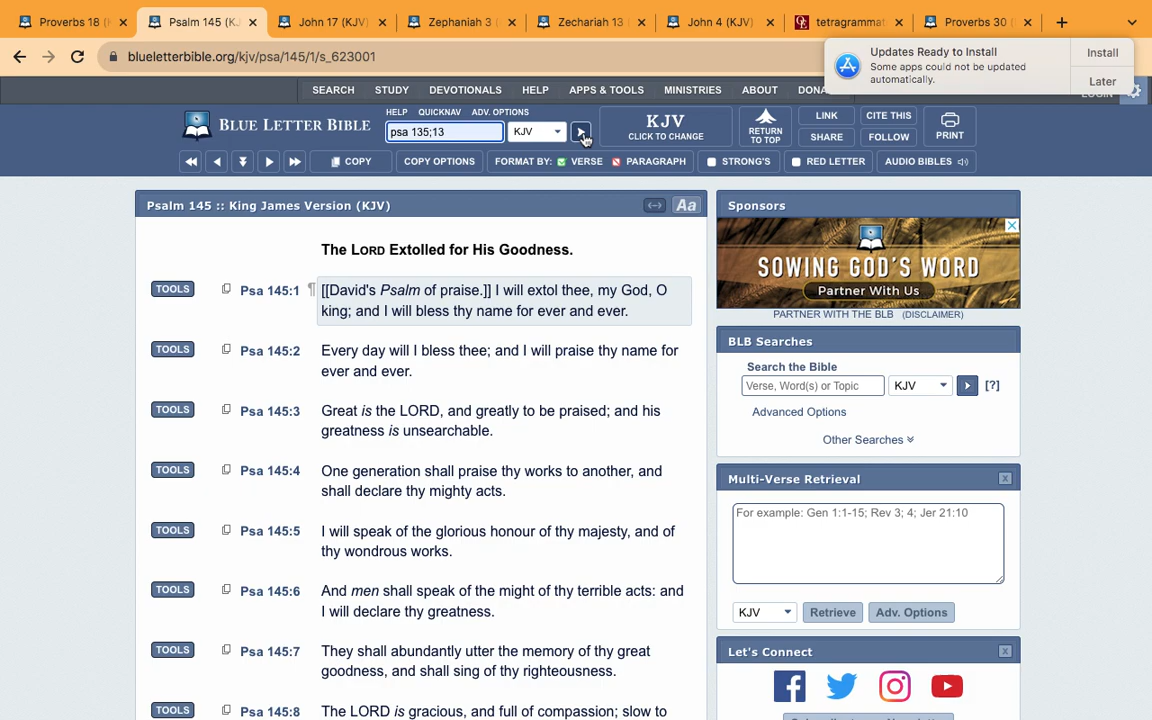 Proverbs 18 (K
Psalm 145 (K
John 17 (KJV)
Zephaniah 3 (
Zechariah 13
John 4 (KJV)
tetragrammat
Proverbs 30 (
blueletterbible.org/kjv/psa/145/1/s_623001
Updates Ready to Install
Some apps could not be updated
automatically.
Install
Later
SEARCH STUDY DEVOTIONALS HELP APPS & TOOLS MINISTRIES ABOUT DONA
LOGIN
HELP QUICKNAV ADV. OPTIONS
BLUE LETTER BIBLE
psa 135;13
KJV
KJV
CLICK TO CHANGE
RETURN
TO TOP
LINK
SHARE
CITE THIS
FOLLOW
PRINT
COPY
COPY OPTIONS
FORMAT BY: VERSE PARAGRAPH
STRONG'S
RED LETTER
AUDIO BIBLES
Psalm 145 :: King James Version (KJV)
Aa
The LORD Extolled for His Goodness.
TOOLS Psa 145:1 ¶ [[David's Psalm of praise.]] I will extol thee, my God, O
king; and I will bless thy name for ever and ever.
TOOLS Psa 145:2 Every day will I bless thee; and I will praise thy name for
ever and ever.
TOOLS Psa 145:3 Great is the LORD, and greatly to be praised; and his
greatness is unsearchable.
TOOLS Psa 145:4 One generation shall praise thy works to another, and
shall declare thy mighty acts.
TOOLS Psa 145:5 I will speak of the glorious honour of thy majesty, and of
thy wondrous works.
TOOLS Psa 145:6 And men shall speak of the might of thy terrible acts: and
I will declare thy greatness.
TOOLS Psa 145:7 They shall abundantly utter the memory of thy great
goodness, and shall sing of thy righteousness.
TOOLS Psa 145:8 The LORD is gracious, and full of compassion; slow to
Sponsors
SOWING GOD'S WORD
Partner With Us
PARTNER WITH THE BLB (DISCLAIMER)
BLB Searches
Search the Bible
Verse, Word(s) or Topic
KJV
[?]
Advanced Options
Other Searches
Multi-Verse Retrieval
For example: Gen 1:1-15; Rev 3; 4; Jer 21:10
KJV
Retrieve
Adv. Options
Let's Connect